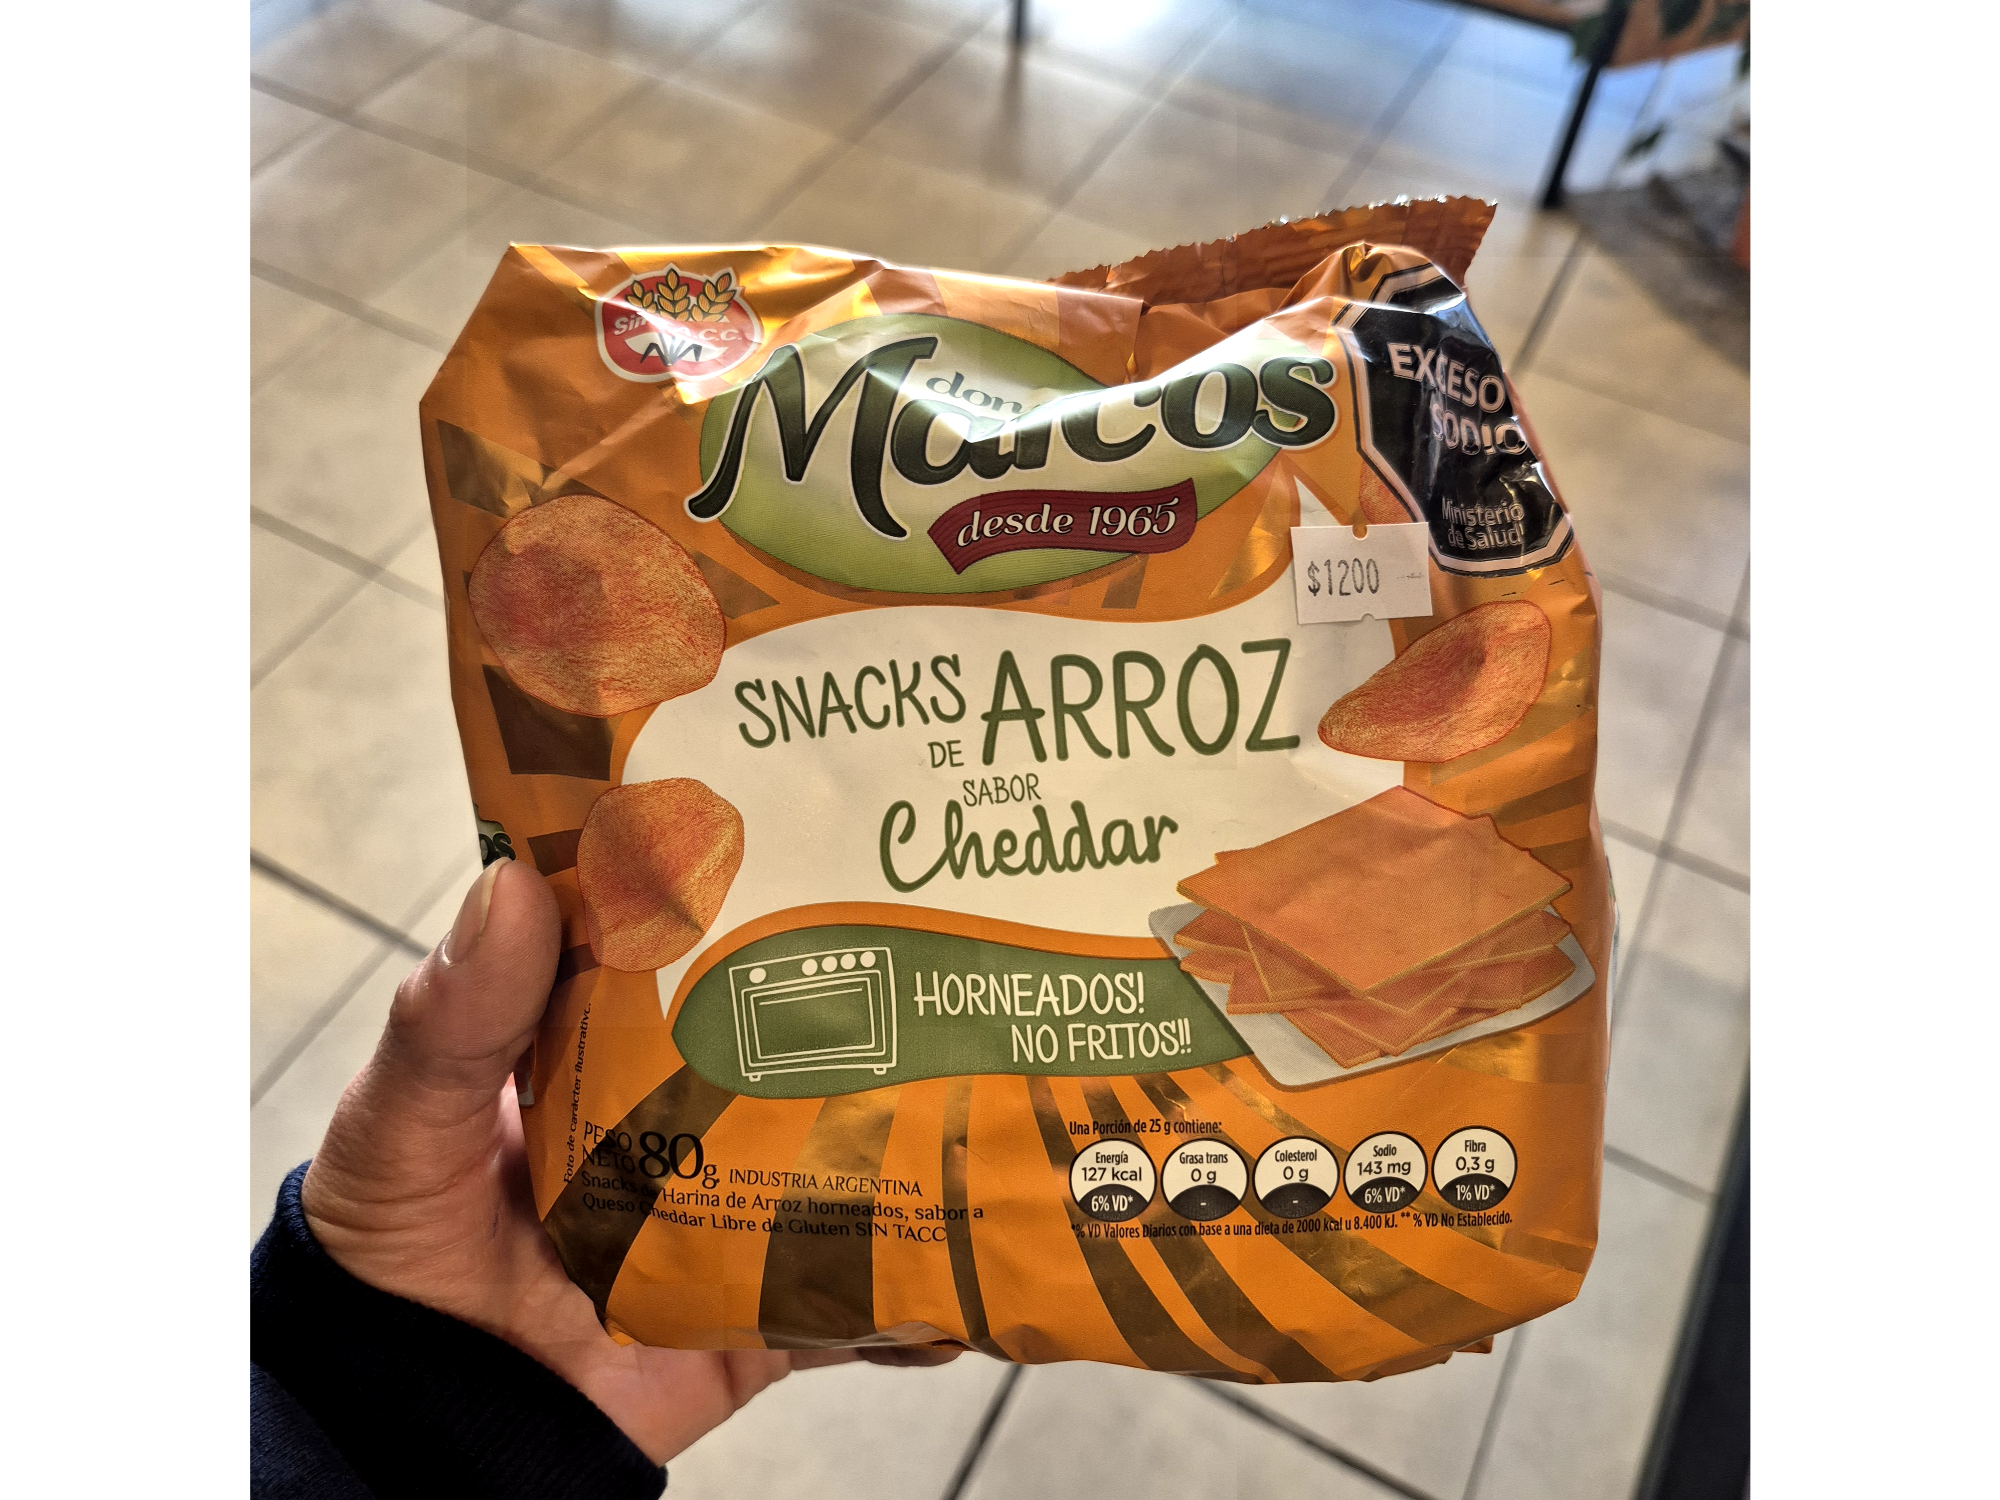 Sin T.A.C.C.
don
Marcos
desde 1965
EXCESO
SODIO
Ministerio
de Salud
$1200
SNACKS
DE ARROZ
SABOR
Cheddar
HORNEADOS!
NO FRITOS!!
Foto de carácter ilustrativo.
PESO
NETO 80g. INDUSTRIA ARGENTINA
Snacks de Harina de Arroz horneados, sabor a
Queso Cheddar Libre de Gluten SIN TACC
Una Porción de 25 g contiene:
Energía
127 kcal
6% VD*
Grasa trans
0 g
-
Colesterol
0 g
-
Sodio
143 mg
6% VD*
Fibra
0,3 g
1% VD*
*% VD Valores Diarios con base a una dieta de 2000 kcal u 8.400 kJ. ** % VD No Establecido.
os